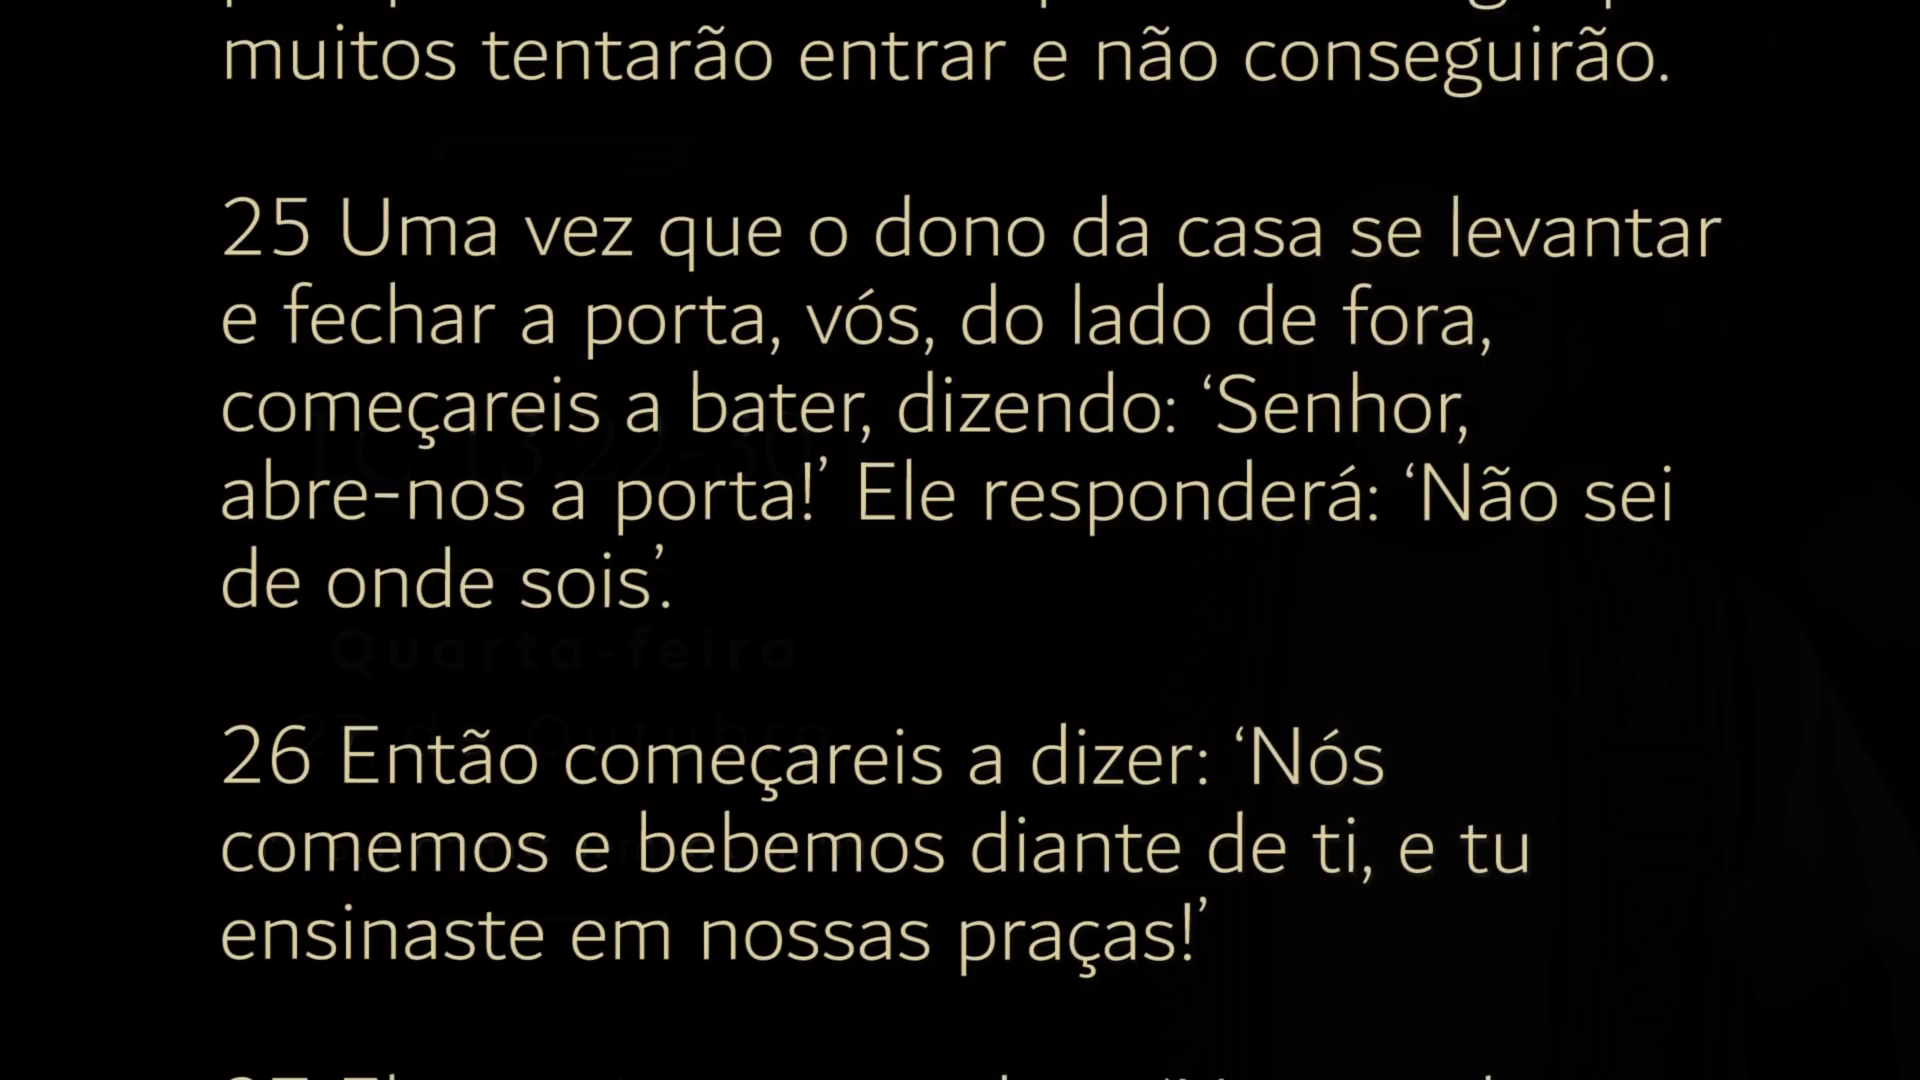 muitos tentarão entrar e não conseguirão.
25 Uma vez que o dono da casa se levantar
e fechar a porta, vós, do lado de fora,
começareis a bater, dizendo: ‘Senhor,
abre-nos a porta!’ Ele responderá: ‘Não sei
de onde sois’.
Quarta-feira
26 Então começareis a dizer: ‘Nós
comemos e bebemos diante de ti, e tu
ensinaste em nossas praças!’